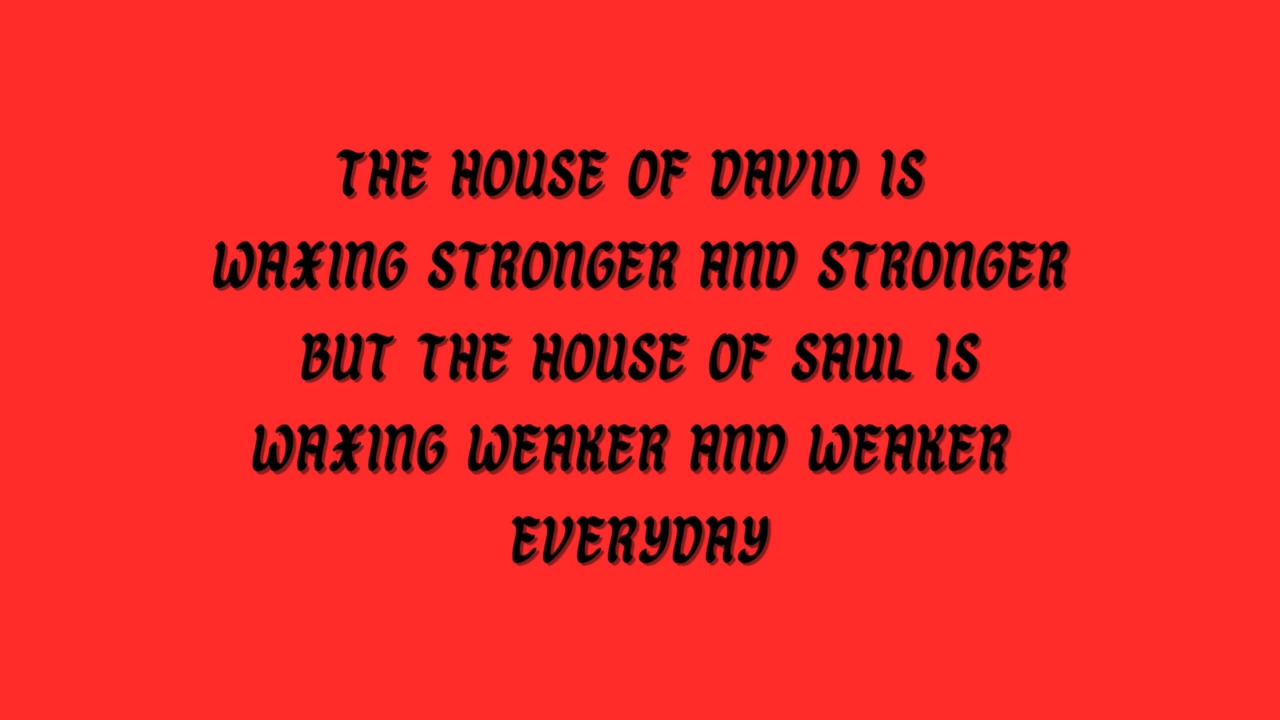 THE HOUSE OF DAVID IS
WAXING STRONGER AND STRONGER
BUT THE HOUSE OF SAUL IS
WAXING WEAKER AND WEAKER
EVERYDAY